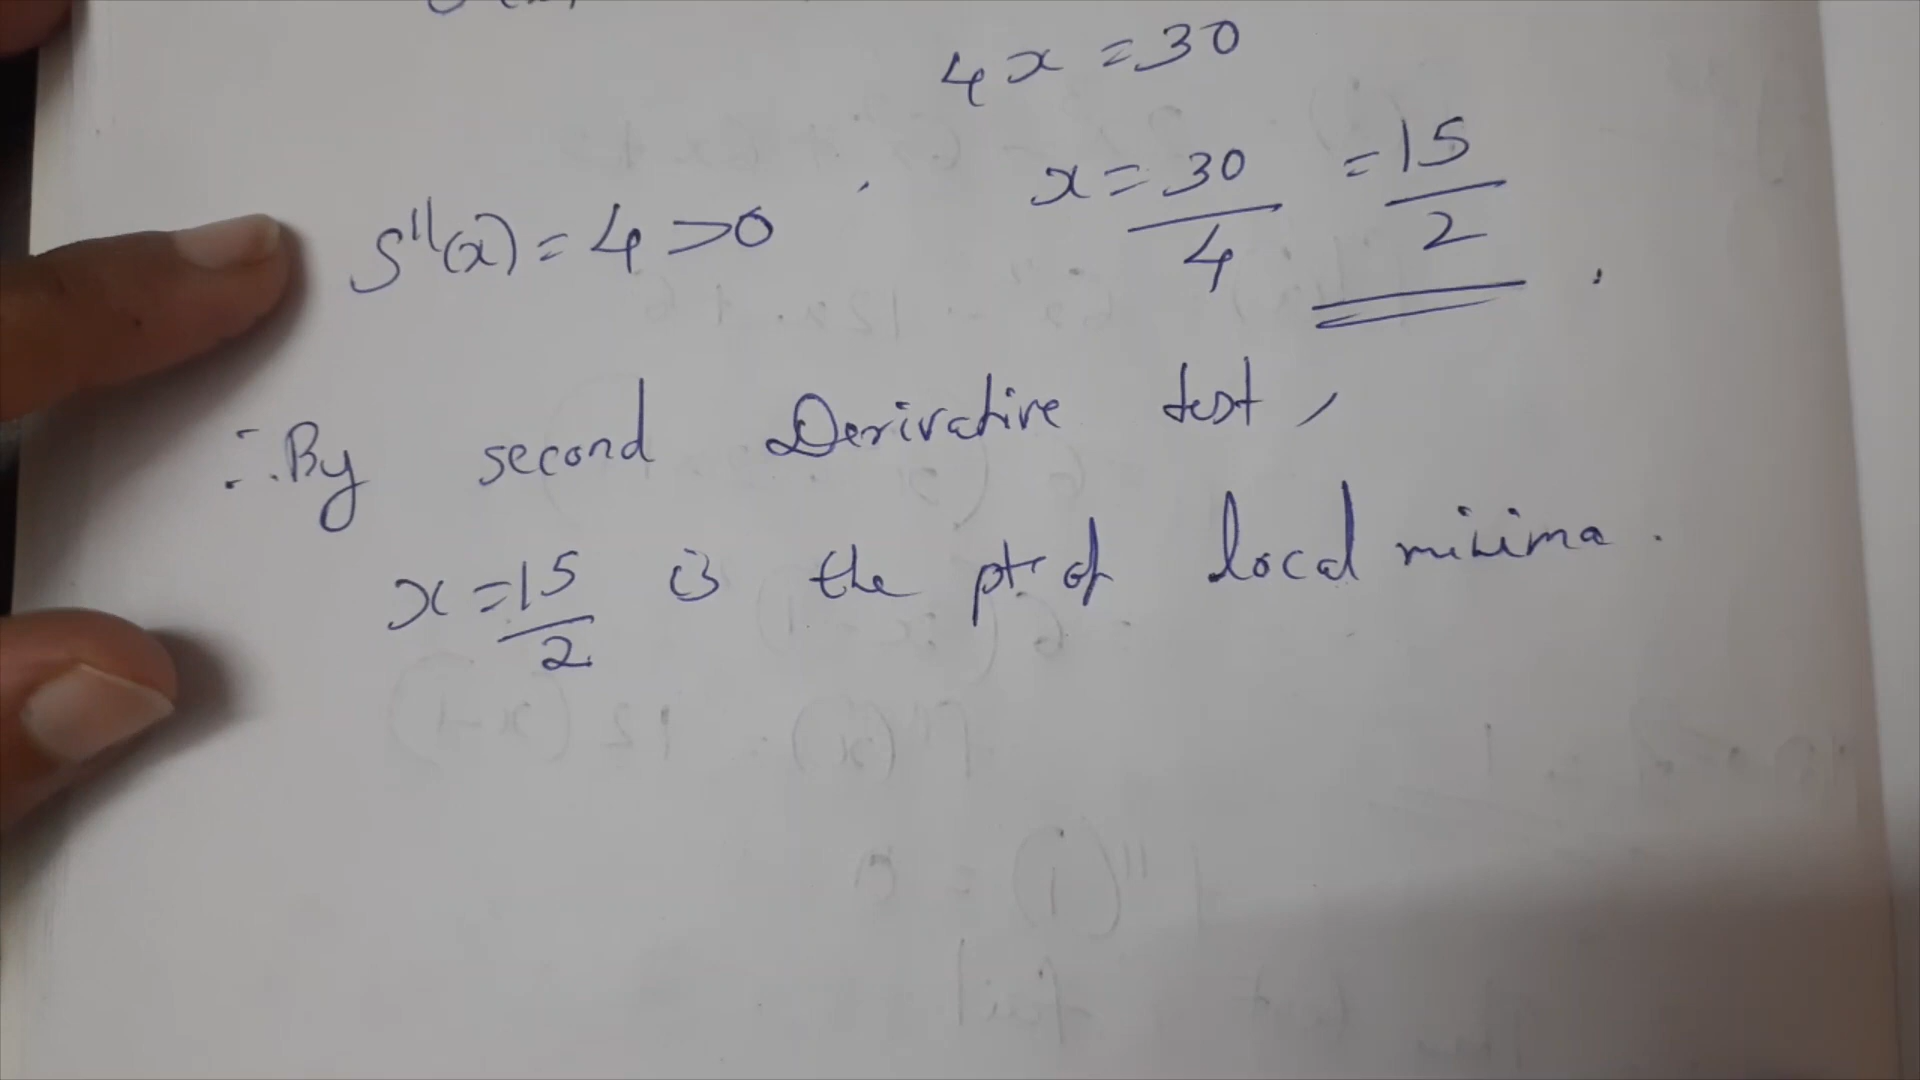 4x = 30
x = 30/4 = 15/2
S''(x) = 4 > 0
∴ By second Derivative test,
x = 15/2 is the pt of local minima.